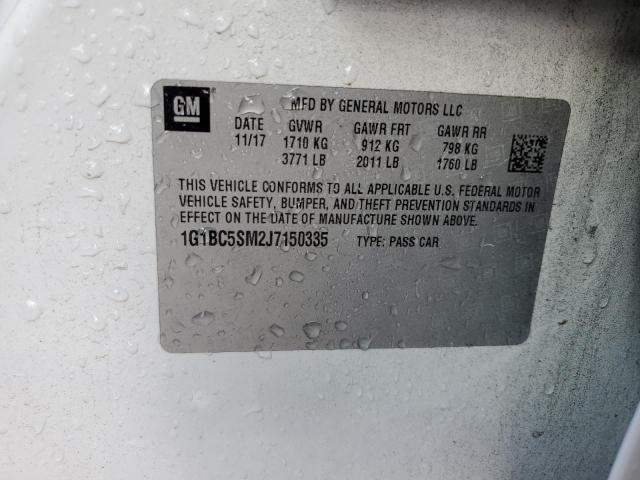 GM
MFD BY GENERAL MOTORS LLC
DATE GVWR GAWR FRT GAWR RR
11/17 1710 KG 912 KG 798 KG
3771 LB 2011 LB 1760 LB
THIS VEHICLE CONFORMS TO ALL APPLICABLE U.S. FEDERAL MOTOR
VEHICLE SAFETY, BUMPER, AND THEFT PREVENTION STANDARDS IN
EFFECT ON THE DATE OF MANUFACTURE SHOWN ABOVE.
1G1BC5SM2J7150335 TYPE: PASS CAR